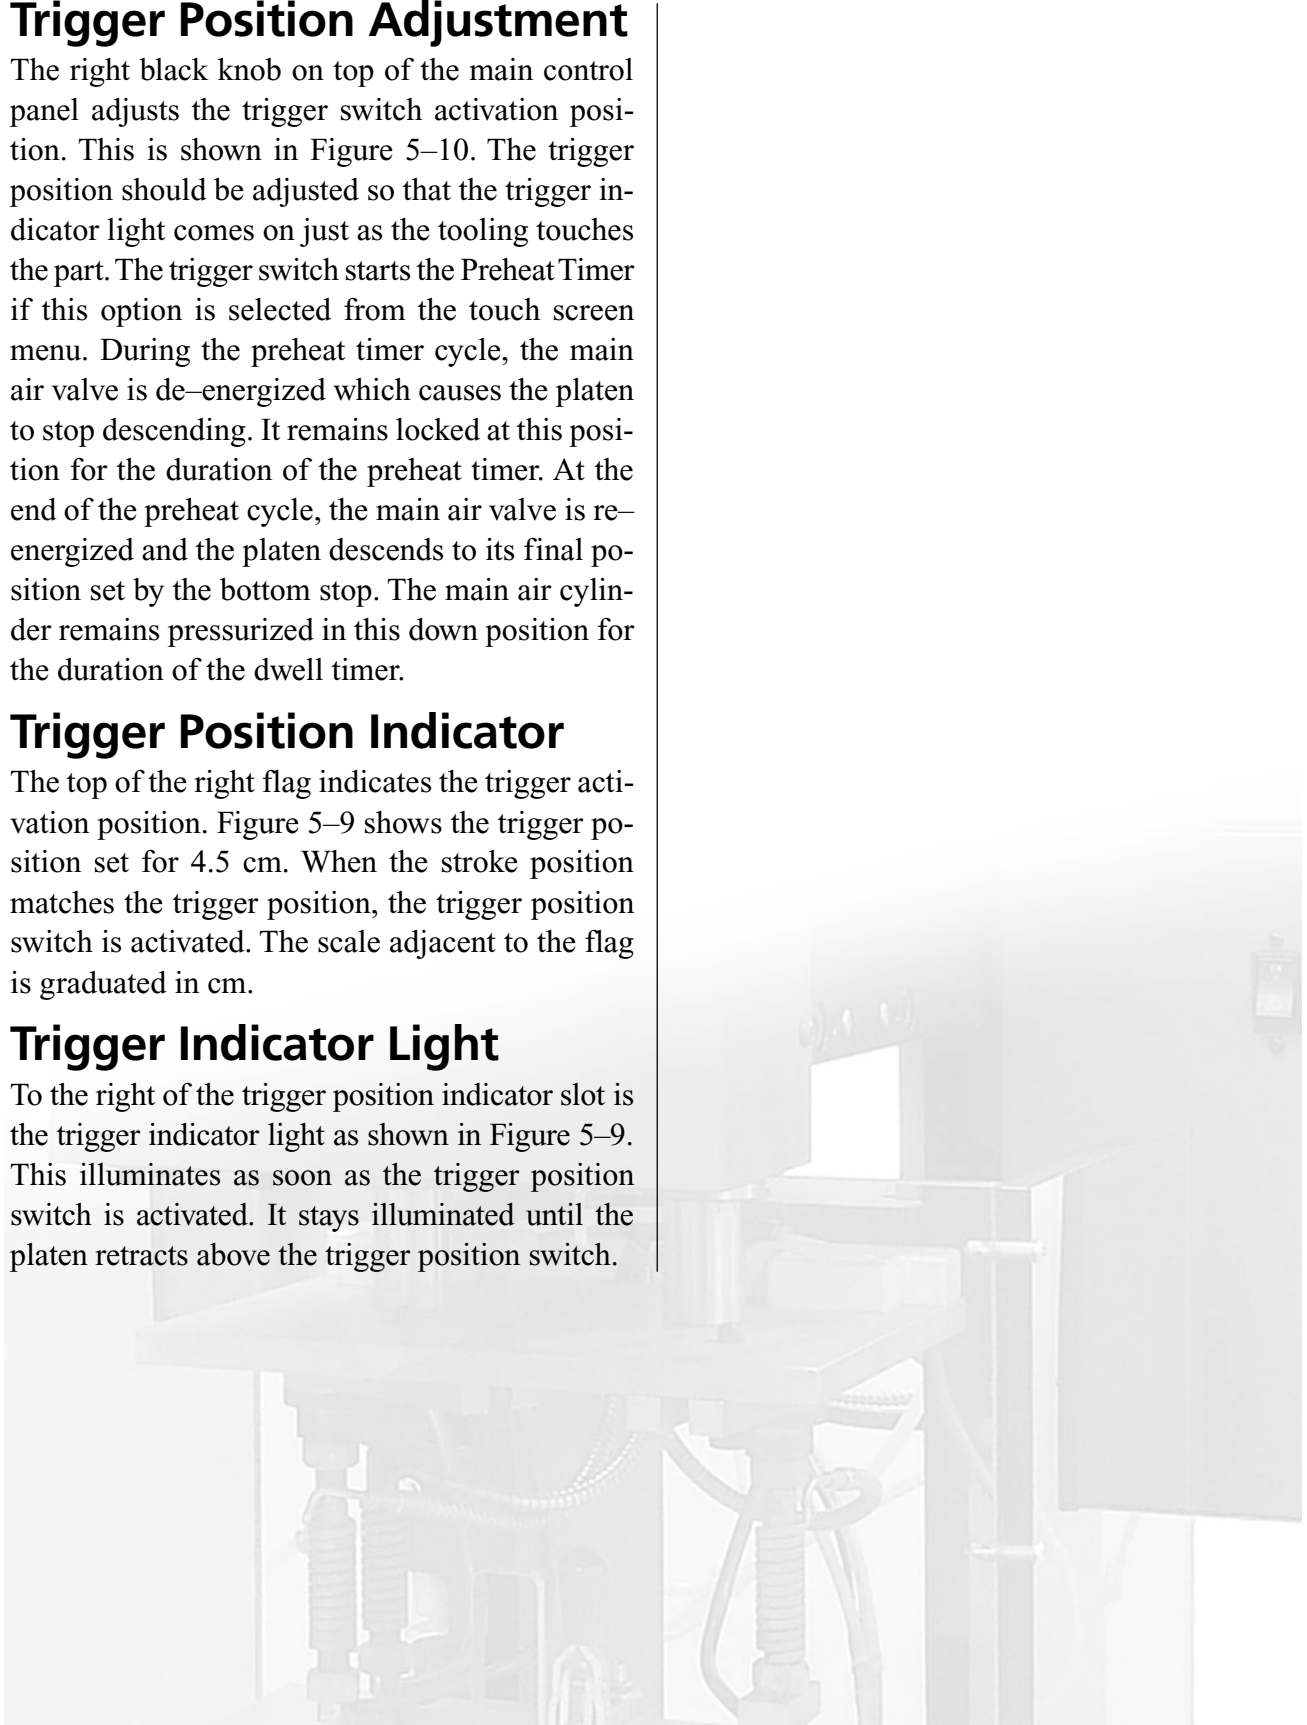 Trigger Position Adjustment
The right black knob on top of the main control
panel adjusts the trigger switch activation posi-
tion. This is shown in Figure 5–10. The trigger
position should be adjusted so that the trigger in-
dicator light comes on just as the tooling touches
the part. The trigger switch starts the Preheat Timer
if this option is selected from the touch screen
menu. During the preheat timer cycle, the main
air valve is de–energized which causes the platen
to stop descending. It remains locked at this posi-
tion for the duration of the preheat timer. At the
end of the preheat cycle, the main air valve is re–
energized and the platen descends to its final po-
sition set by the bottom stop. The main air cylin-
der remains pressurized in this down position for
the duration of the dwell timer.
Trigger Position Indicator
The top of the right flag indicates the trigger acti-
vation position. Figure 5–9 shows the trigger po-
sition set for 4.5 cm. When the stroke position
matches the trigger position, the trigger position
switch is activated. The scale adjacent to the flag
is graduated in cm.
Trigger Indicator Light
To the right of the trigger position indicator slot is
the trigger indicator light as shown in Figure 5–9.
This illuminates as soon as the trigger position
switch is activated. It stays illuminated until the
platen retracts above the trigger position switch.